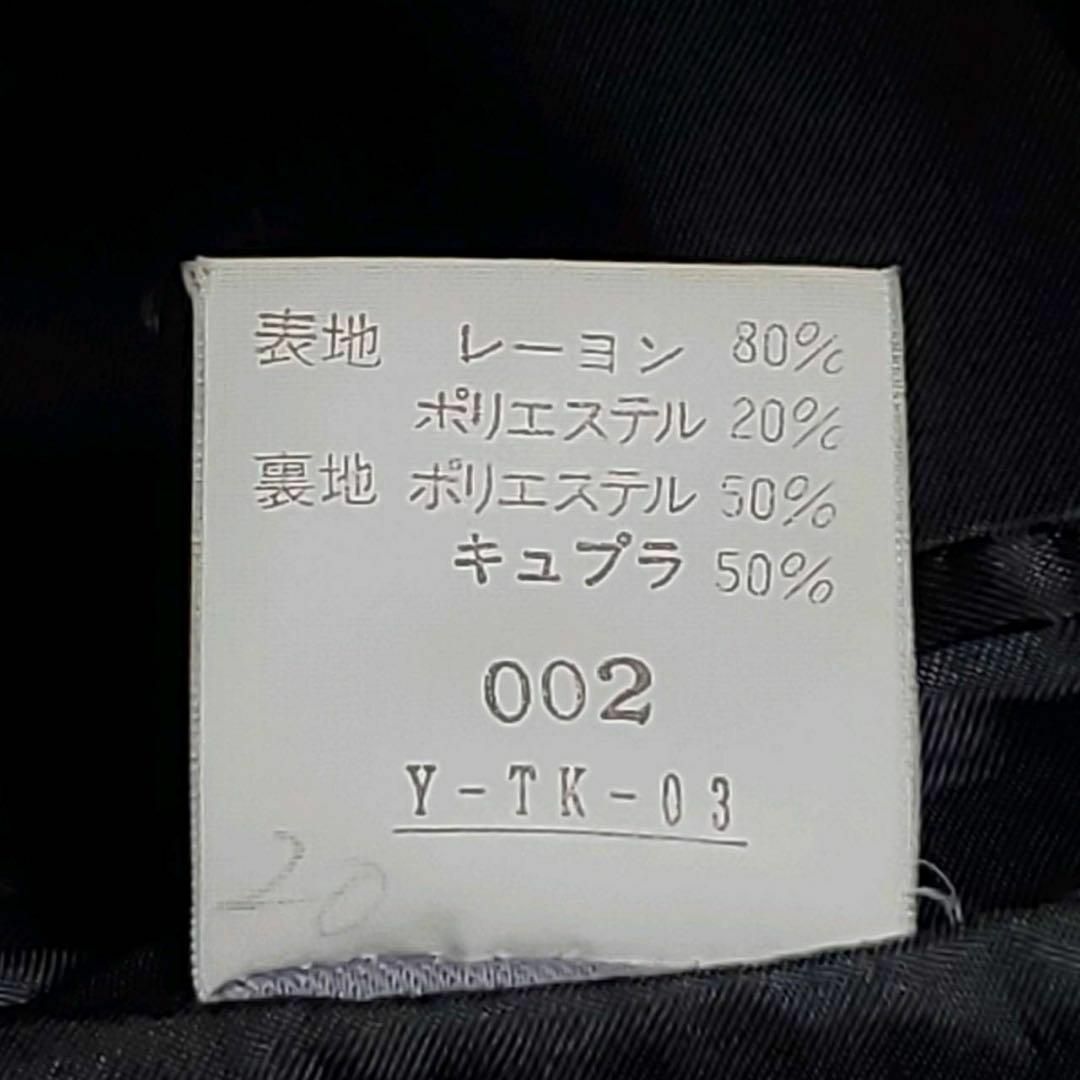 表地 レーヨン 80%
ポリエステル 20%
裏地 ポリエステル 50%
キュプラ 50%
002
Y-TK-03
20